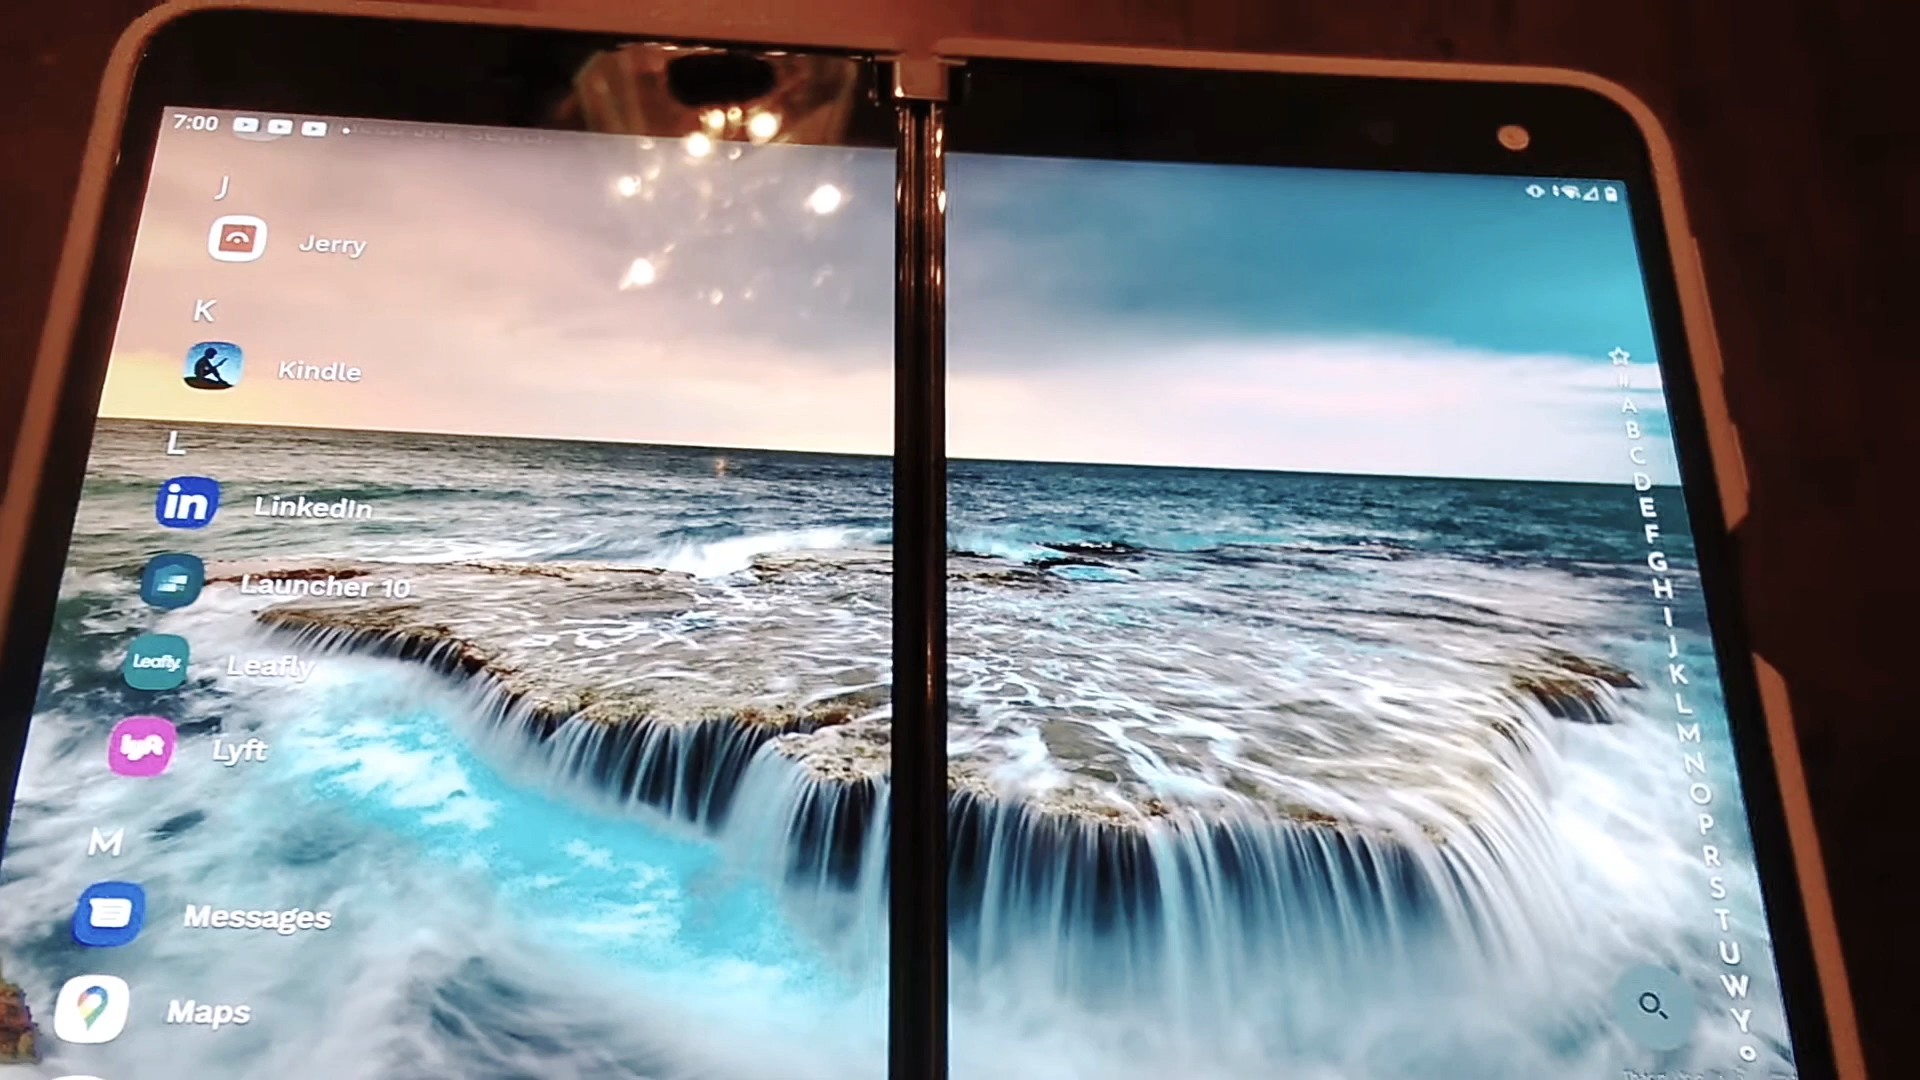 7:00
J
Jerry
K
Kindle
L
in LinkedIn
Launcher 10
Leafly Leafly
lyft Lyft
M
Messages
Maps
#
A
B
C
D
E
F
G
H
I
J
K
L
M
N
O
P
R
S
T
U
W
Y